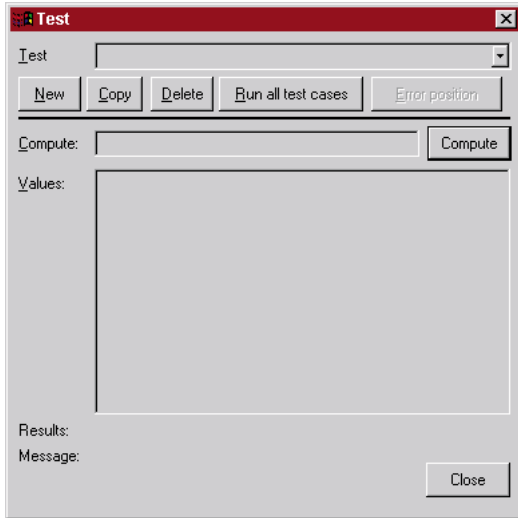 Test
Test
New Copy Delete Run all test cases Error position
Compute: Compute
Values:
Results:
Message:
Close